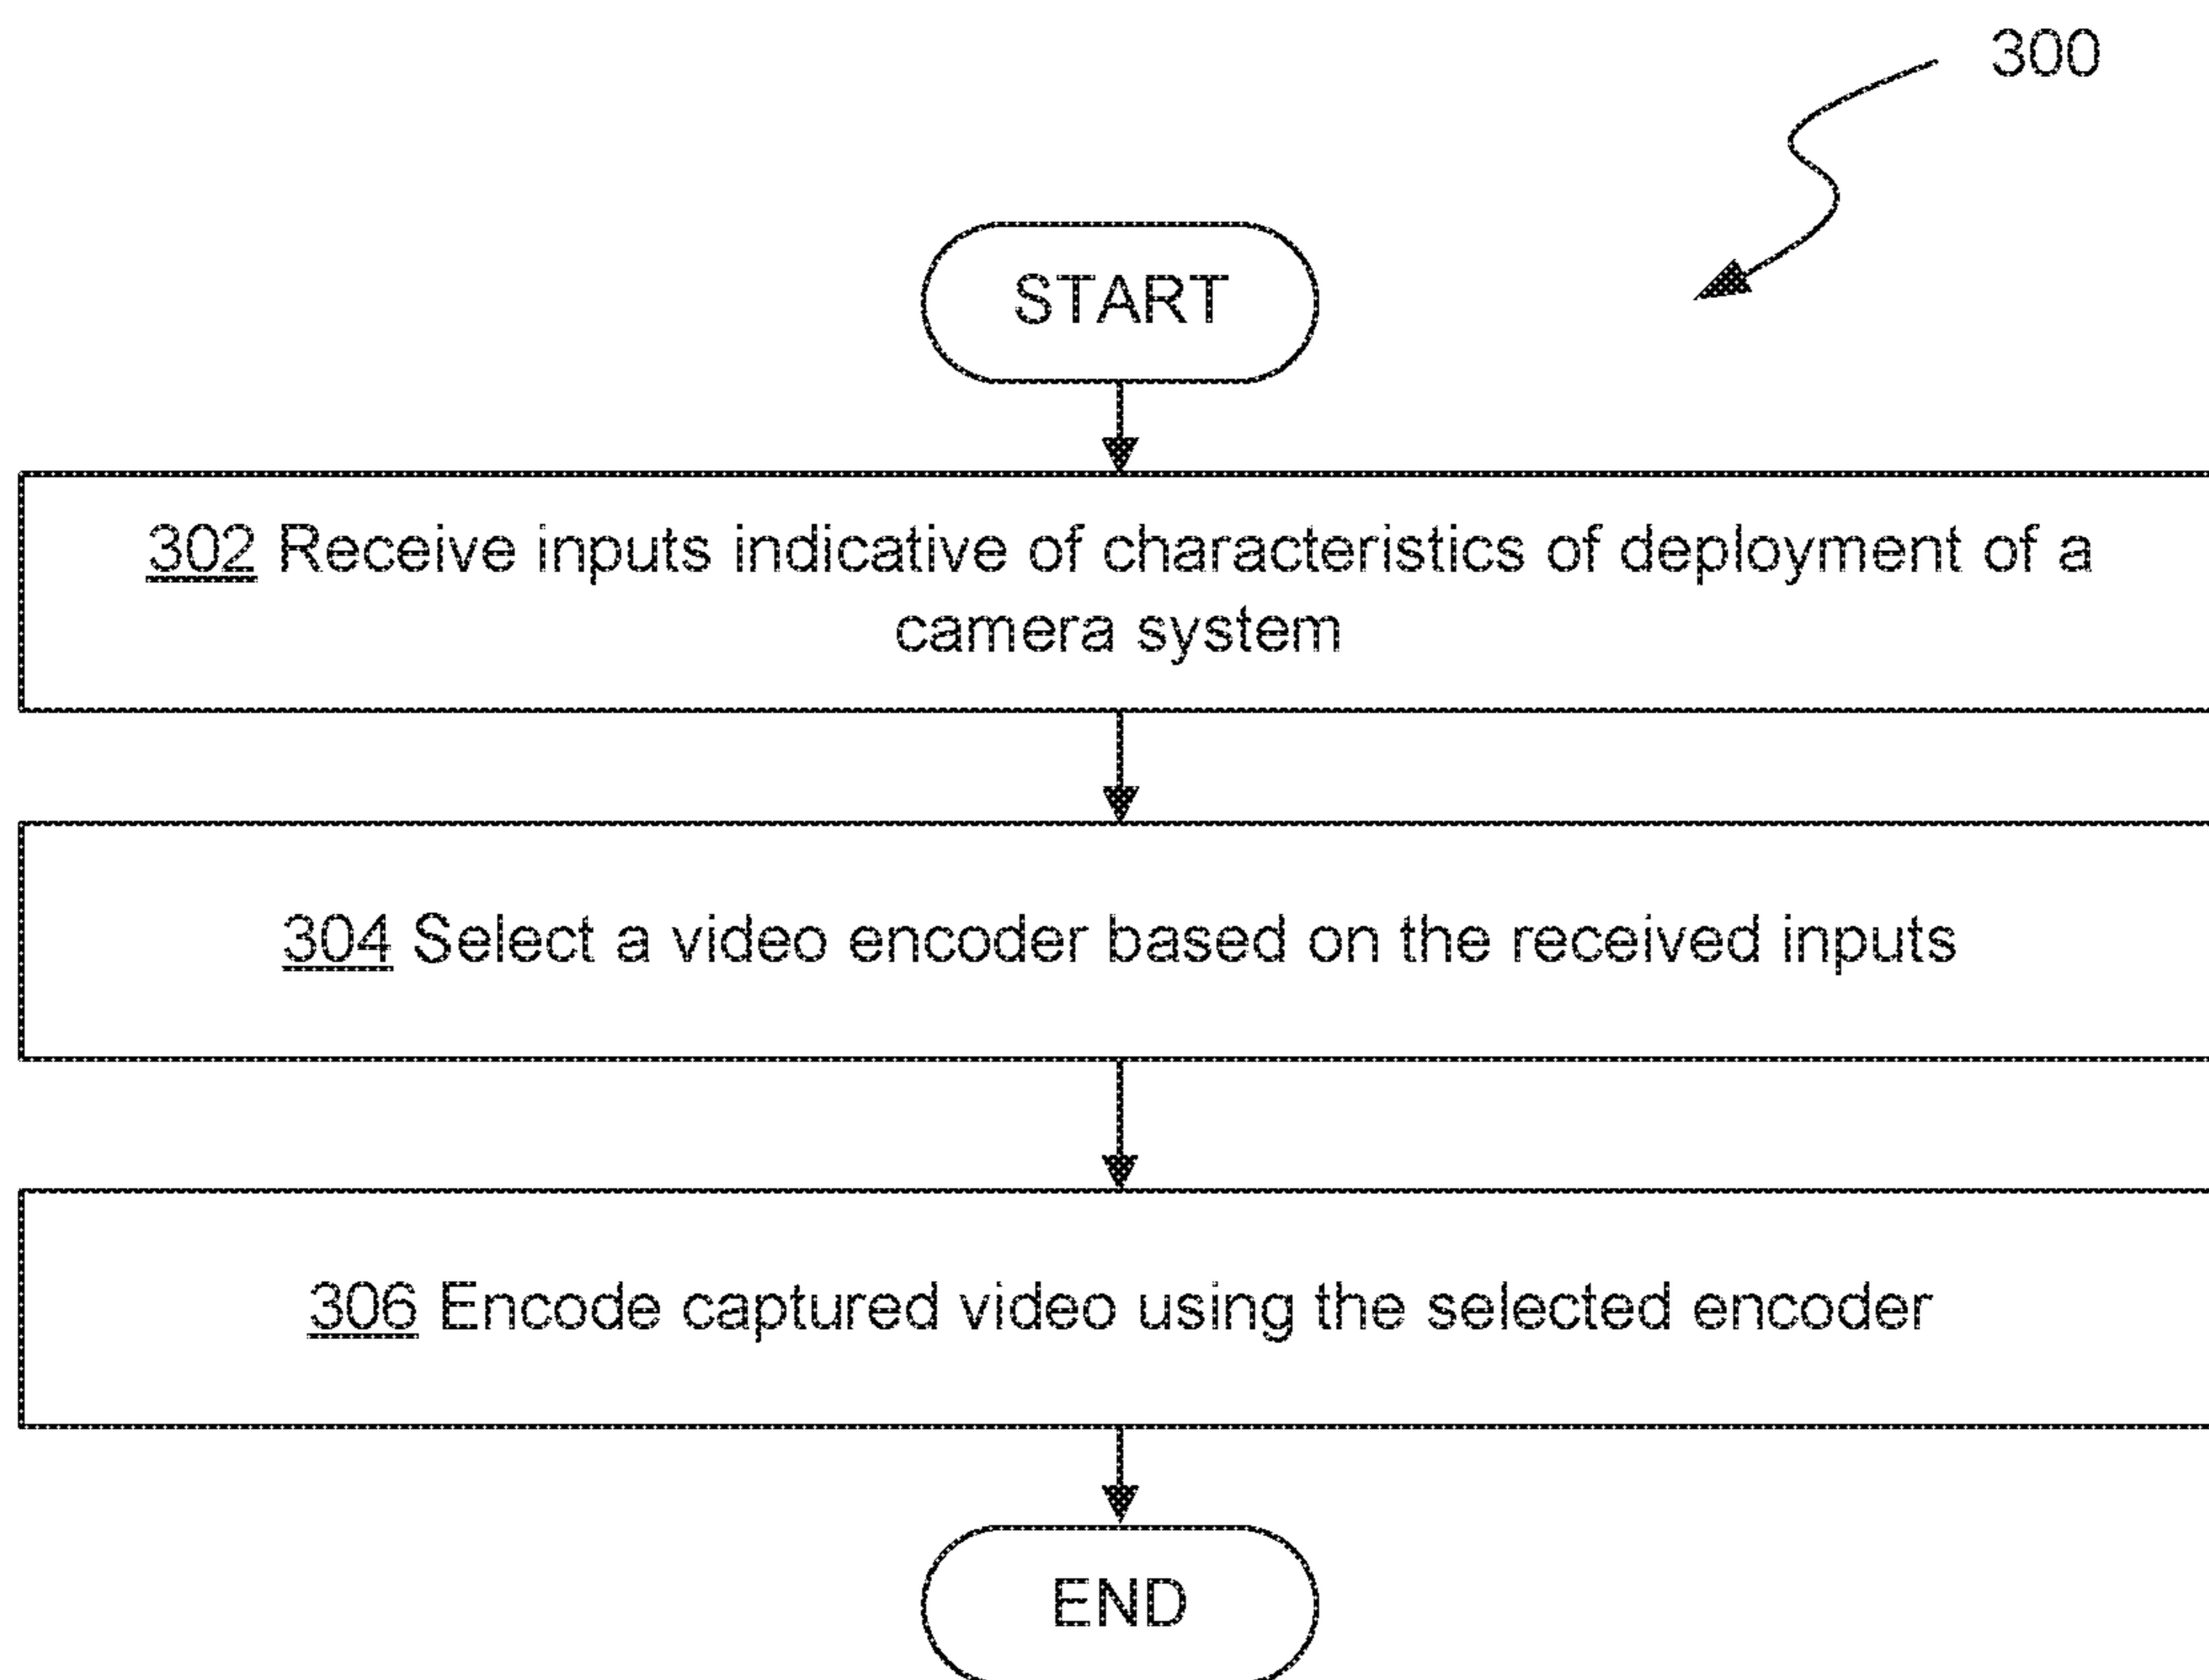 300
START
302 Receive inputs indicative of characteristics of deployment of a
camera system
304 Select a video encoder based on the received inputs
306 Encode captured video using the selected encoder
END